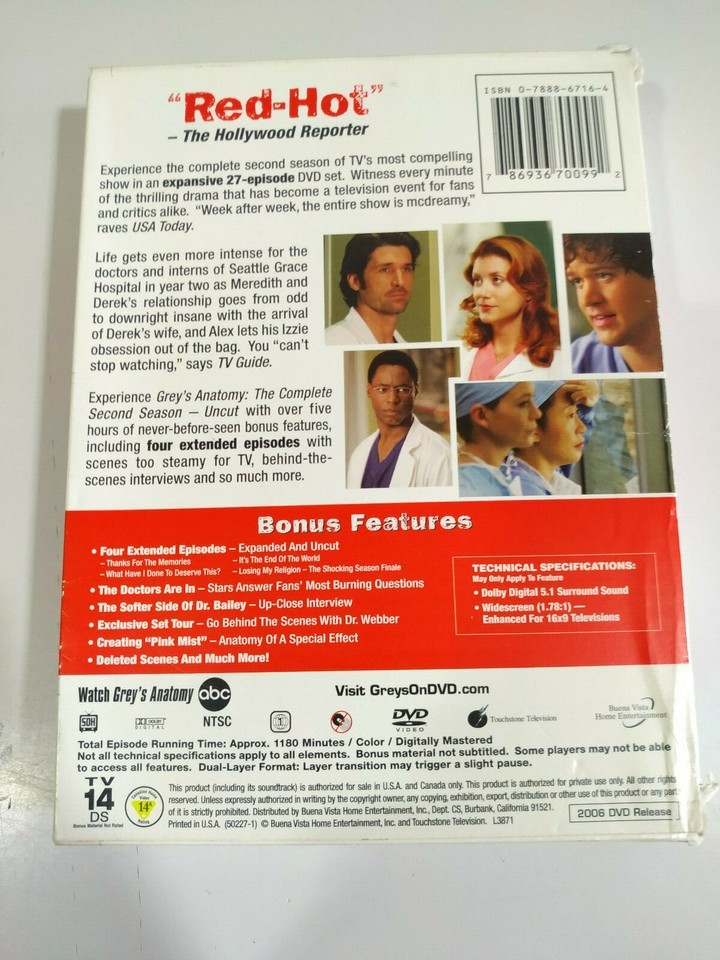 “Red-Hot”
– The Hollywood Reporter
ISBN 0-7888-6716-4
7 86936 70099 2
Experience the complete second season of TV's most compelling
show in an expansive 27-episode DVD set. Witness every minute
of the thrilling drama that has become a television event for fans
and critics alike. “Week after week, the entire show is mcdreamy,”
raves USA Today.
Life gets even more intense for the
doctors and interns of Seattle Grace
Hospital in year two as Meredith and
Derek's relationship goes from odd
to downright insane with the arrival
of Derek's wife, and Alex lets his Izzie
obsession out of the bag. You “can't
stop watching,” says TV Guide.
Experience Grey's Anatomy: The Complete
Second Season — Uncut with over five
hours of never-before-seen bonus features,
including four extended episodes with
scenes too steamy for TV, behind-the-
scenes interviews and so much more.
Bonus Features
• Four Extended Episodes – Expanded And Uncut
– Thanks For The Memories – It's The End Of The World
– What Have I Done To Deserve This? – Losing My Religion – The Shocking Season Finale
• The Doctors Are In – Stars Answer Fans' Most Burning Questions
• The Softer Side Of Dr. Bailey – Up-Close Interview
• Exclusive Set Tour – Go Behind The Scenes With Dr. Webber
• Creating “Pink Mist” – Anatomy Of A Special Effect
• Deleted Scenes And Much More!
TECHNICAL SPECIFICATIONS:
May Only Apply To Feature
• Dolby Digital 5.1 Surround Sound
• Widescreen (1.78:1) —
Enhanced For 16x9 Televisions
Watch Grey's Anatomy abc
Visit GreysOnDVD.com
SDH
DOLBY DIGITAL
NTSC
1
DVD VIDEO
Touchstone Television
Buena Vista
Home Entertainment
Total Episode Running Time: Approx. 1180 Minutes / Color / Digitally Mastered
Not all technical specifications apply to all elements. Bonus material not subtitled. Some players may not be able
to access all features. Dual-Layer Format: Layer transition may trigger a slight pause.
TV
14
DS
Bonus Material Not Rated
14A
This product (including its soundtrack) is authorized for sale in U.S. and Canada only. This product is authorized for private use only. All other rights
reserved. Unless expressly authorized in writing by the copyright owner, any copying, exhibition, export, distribution or other use of this product or any part
of it is strictly prohibited. Distributed by Buena Vista Home Entertainment, Inc., Dept. CS, Burbank, California 91521.
Printed in U.S.A. (50227-1) © Buena Vista Home Entertainment, Inc. and Touchstone Television. L3871
2006 DVD Release